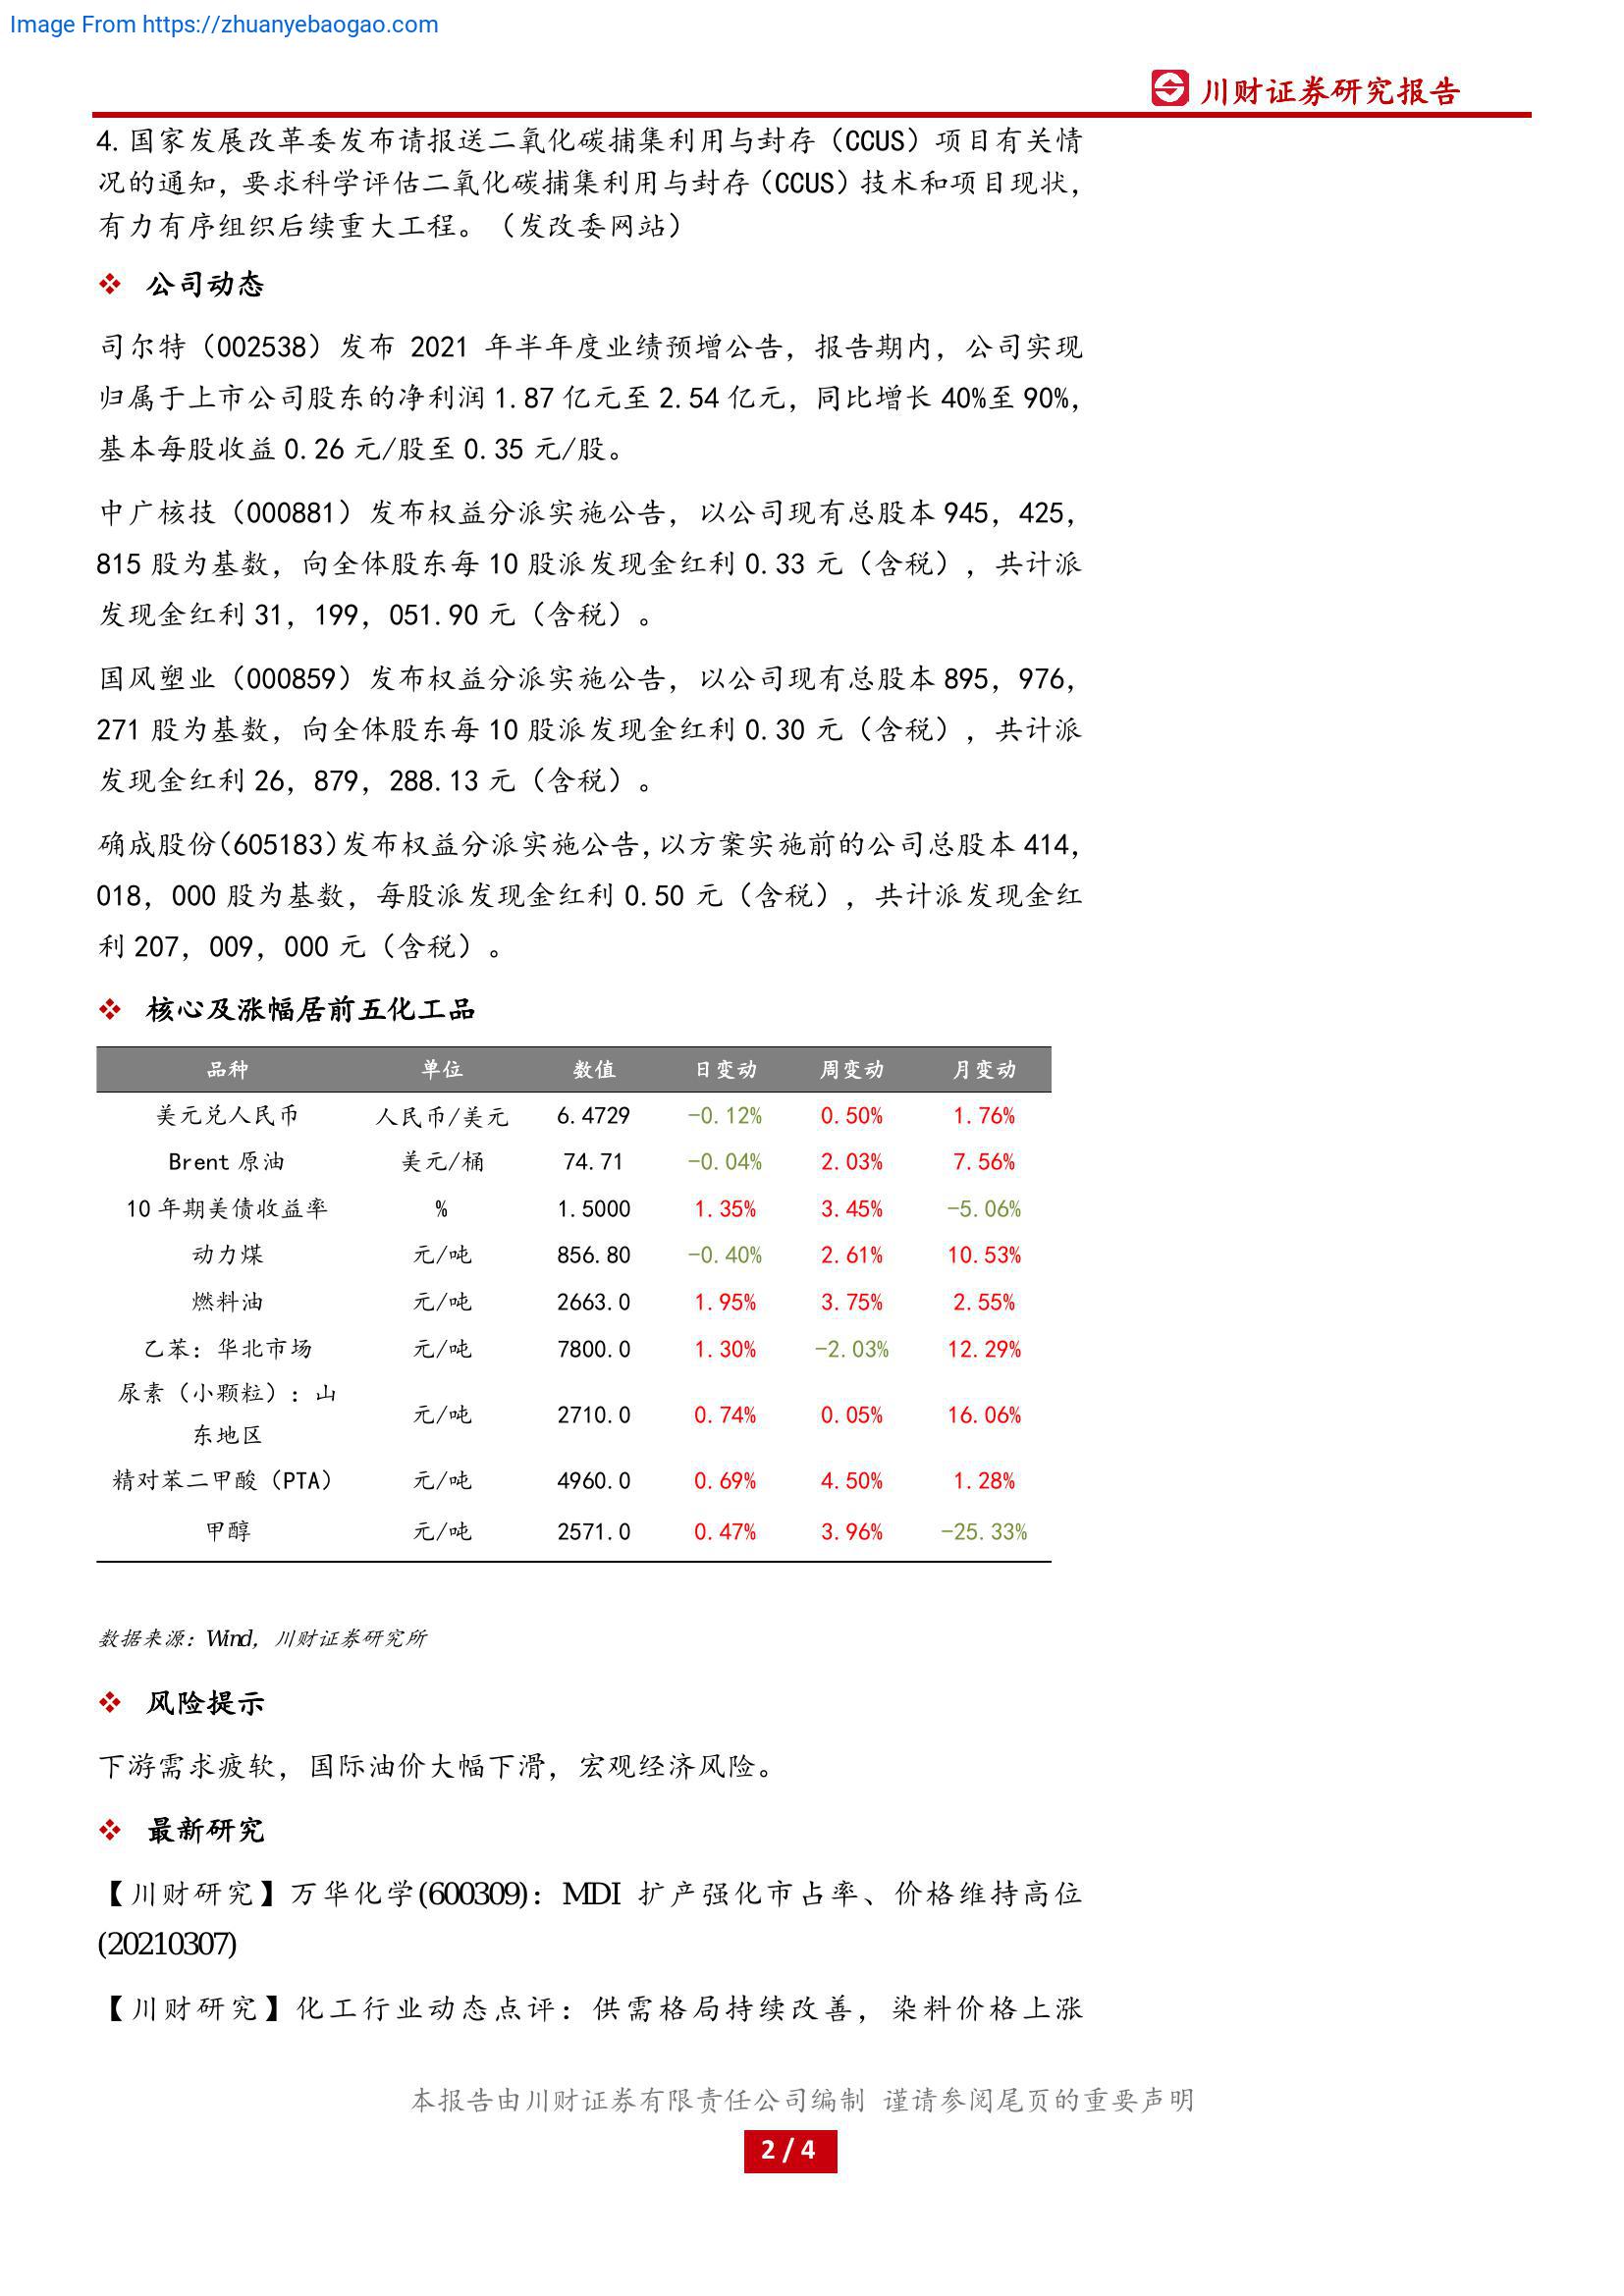 Image From https://zhuanyebaogao.com
川财证券研究报告
4. 国家发展改革委发布请报送二氧化碳捕集利用与封存（CCUS）项目有关情
况的通知，要求科学评估二氧化碳捕集利用与封存（CCUS）技术和项目现状，
有力有序组织后续重大工程。（发改委网站）
❖ 公司动态
司尔特（002538）发布 2021 年半年度业绩预增公告，报告期内，公司实现
归属于上市公司股东的净利润 1.87 亿元至 2.54 亿元，同比增长 40%至 90%，
基本每股收益 0.26 元/股至 0.35 元/股。
中广核技（000881）发布权益分派实施公告，以公司现有总股本 945，425，
815 股为基数，向全体股东每 10 股派发现金红利 0.33 元（含税），共计派
发现金红利 31，199，051.90 元（含税）。
国风塑业（000859）发布权益分派实施公告，以公司现有总股本 895，976，
271 股为基数，向全体股东每 10 股派发现金红利 0.30 元（含税），共计派
发现金红利 26，879，288.13 元（含税）。
确成股份（605183）发布权益分派实施公告，以方案实施前的公司总股本 414，
018，000 股为基数，每股派发现金红利 0.50 元（含税），共计派发现金红
利 207，009，000 元（含税）。
❖ 核心及涨幅居前五化工品
品种 单位 数值 日变动 周变动 月变动
美元兑人民币 人民币/美元 6.4729 -0.12% 0.50% 1.76%
Brent 原油 美元/桶 74.71 -0.04% 2.03% 7.56%
10 年期美债收益率 % 1.5000 1.35% 3.45% -5.06%
动力煤 元/吨 856.80 -0.40% 2.61% 10.53%
燃料油 元/吨 2663.0 1.95% 3.75% 2.55%
乙苯：华北市场 元/吨 7800.0 1.30% -2.03% 12.29%
尿素（小颗粒）：山
东地区 元/吨 2710.0 0.74% 0.05% 16.06%
精对苯二甲酸（PTA） 元/吨 4960.0 0.69% 4.50% 1.28%
甲醇 元/吨 2571.0 0.47% 3.96% -25.33%
数据来源：Wind，川财证券研究所
❖ 风险提示
下游需求疲软，国际油价大幅下滑，宏观经济风险。
❖ 最新研究
【川财研究】万华化学(600309)：MDI 扩产强化市占率、价格维持高位
(20210307)
【川财研究】化工行业动态点评：供需格局持续改善，染料价格上涨
本报告由川财证券有限责任公司编制 谨请参阅尾页的重要声明
2 / 4